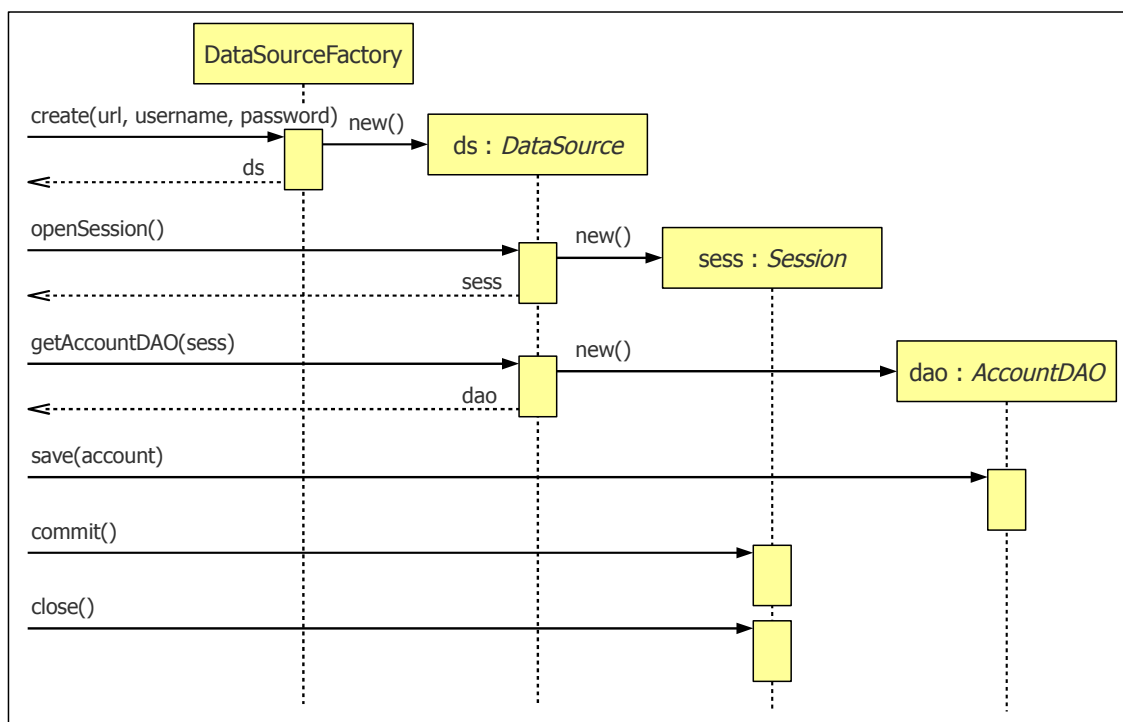 DataSourceFactory
create(url, username, password)
new()
ds : DataSource
ds
openSession()
new()
sess : Session
sess
getAccountDAO(sess)
new()
dao : AccountDAO
dao
save(account)
commit()
close()